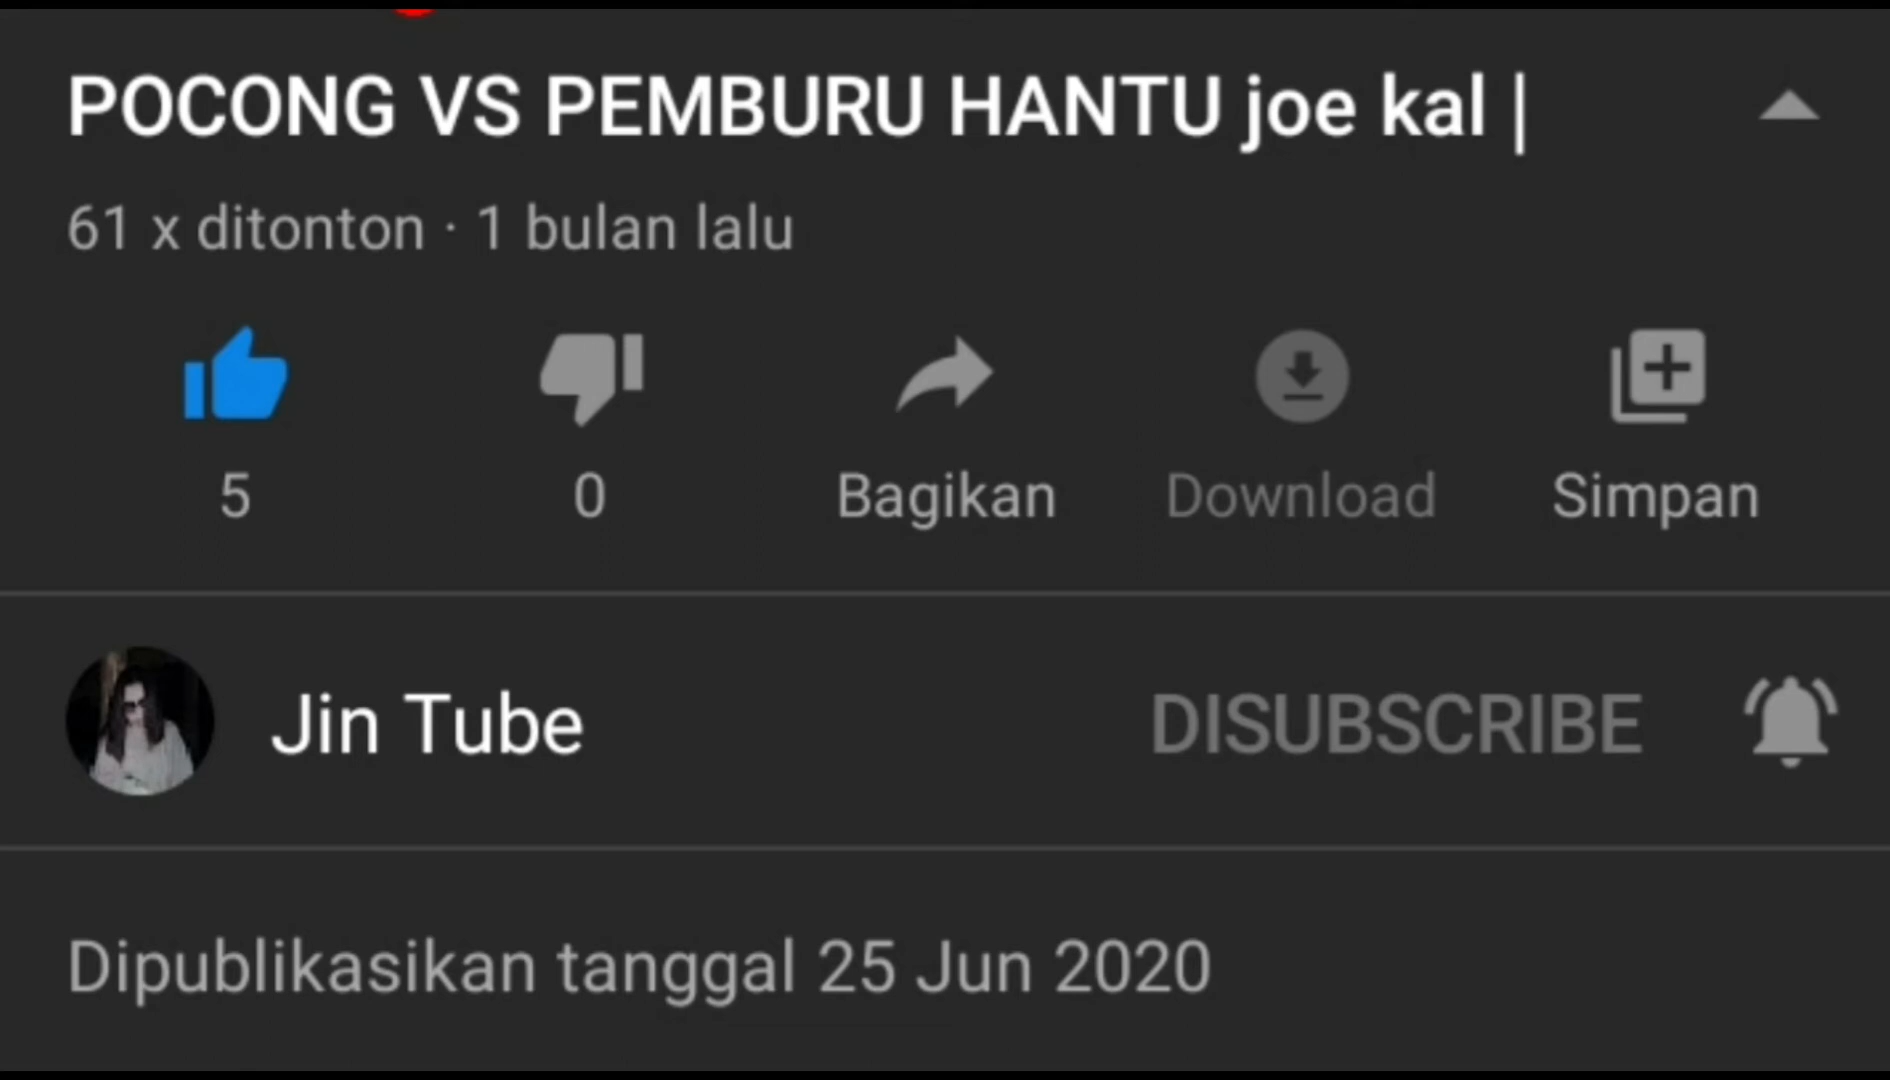 POCONG VS PEMBURU HANTU joe kal |
61 x ditonton · 1 bulan lalu
5
0
Bagikan
Download
Simpan
Jin Tube
DISUBSCRIBE
Dipublikasikan tanggal 25 Jun 2020